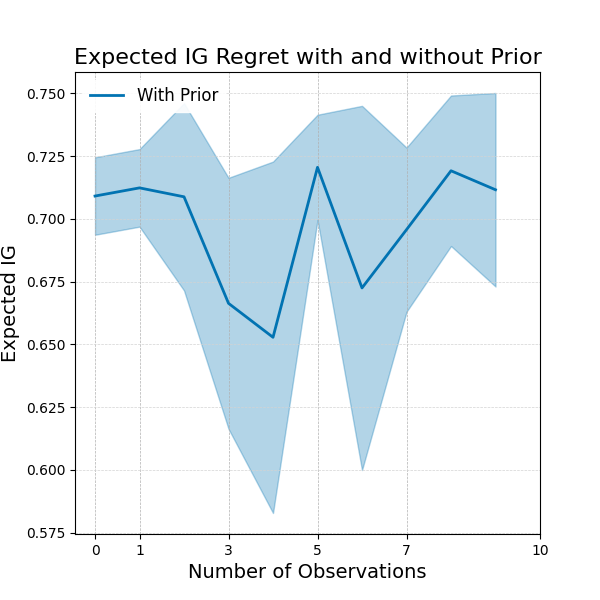 Expected IG Regret with and without Prior
With Prior
0.750
0.725
0.700
0.675
0.650
0.625
0.600
0.575
Expected IG
0 1 3 5 7 10
Number of Observations